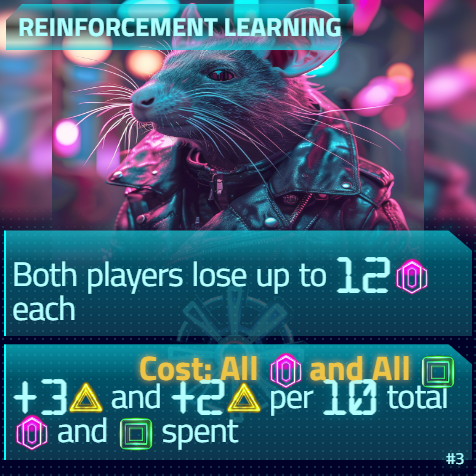 REINFORCEMENT LEARNING
Both players lose up to 12
each
Cost: All and All
+3 and +2 per 10 total
and spent
#3